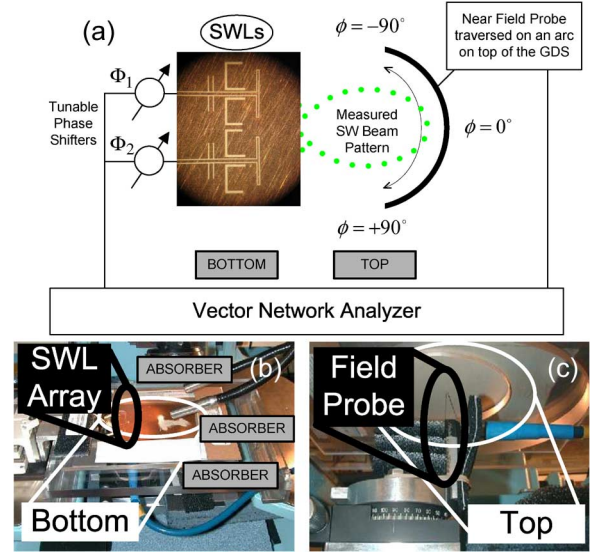 (a)
SWLs
ϕ = −90°
Near Field Probe
traversed on an arc
on top of the GDS
Φ1
Tunable
Phase
Shifters
Φ2
Measured
SW Beam
Pattern
ϕ = 0°
ϕ = +90°
BOTTOM
TOP
Vector Network Analyzer
SWL
Array
ABSORBER
(b)
ABSORBER
ABSORBER
Bottom
Field
Probe
(c)
Top